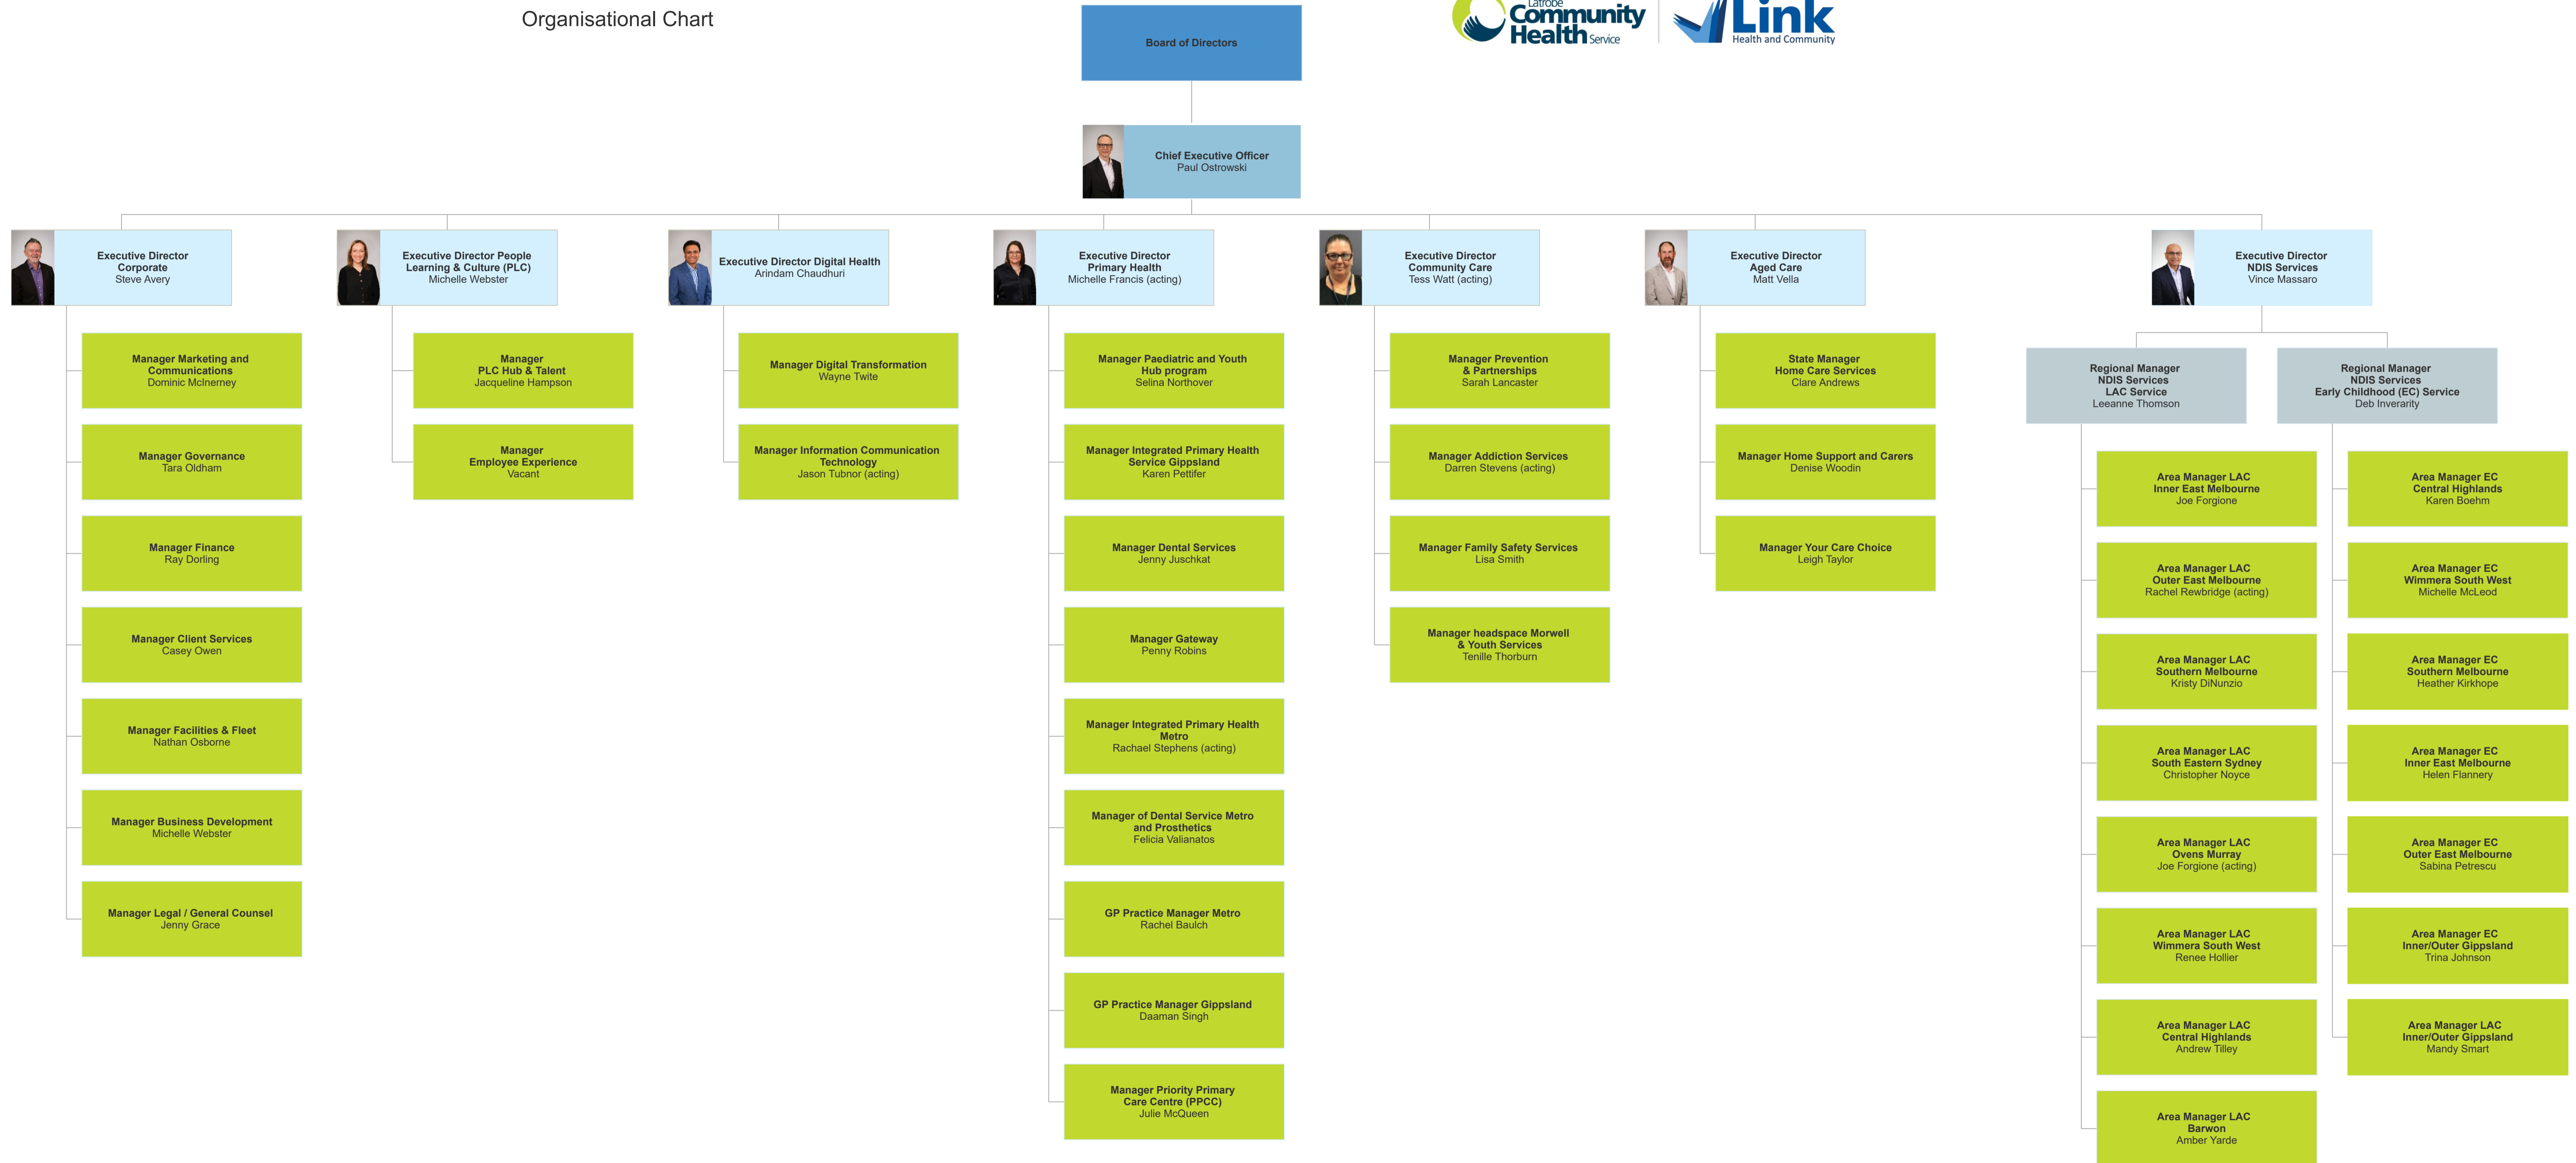 Organisational Chart
Latrobe
Community
Health Service
Link
Health and Community
Board of Directors
Chief Executive Officer
Paul Ostrowski
Executive Director
Corporate
Steve Avery
Manager Marketing and
Communications
Dominic McInerney
Manager Governance
Tara Oldham
Manager Finance
Ray Dorling
Manager Client Services
Casey Owen
Manager Facilities & Fleet
Nathan Osborne
Manager Business Development
Michelle Webster
Manager Legal / General Counsel
Jenny Grace
Executive Director People
Learning & Culture (PLC)
Michelle Webster
Manager
PLC Hub & Talent
Jacqueline Hampson
Manager
Employee Experience
Vacant
Executive Director Digital Health
Arindam Chaudhuri
Manager Digital Transformation
Wayne Twite
Manager Information Communication
Technology
Jason Tubnor (acting)
Executive Director
Primary Health
Michelle Francis (acting)
Manager Paediatric and Youth
Hub program
Selina Northover
Manager Integrated Primary Health
Service Gippsland
Karen Pettifer
Manager Dental Services
Jenny Juschkat
Manager Gateway
Penny Robins
Manager Integrated Primary Health
Metro
Rachael Stephens (acting)
Manager of Dental Service Metro
and Prosthetics
Felicia Valianatos
GP Practice Manager Metro
Rachel Baulch
GP Practice Manager Gippsland
Daaman Singh
Manager Priority Primary
Care Centre (PPCC)
Julie McQueen
Executive Director
Community Care
Tess Watt (acting)
Manager Prevention
& Partnerships
Sarah Lancaster
Manager Addiction Services
Darren Stevens (acting)
Manager Family Safety Services
Lisa Smith
Manager headspace Morwell
& Youth Services
Tenille Thorburn
Executive Director
Aged Care
Matt Vella
State Manager
Home Care Services
Clare Andrews
Manager Home Support and Carers
Denise Woodin
Manager Your Care Choice
Leigh Taylor
Executive Director
NDIS Services
Vince Massaro
Regional Manager
NDIS Services
LAC Service
Leeanne Thomson
Area Manager LAC
Inner East Melbourne
Joe Forgione
Area Manager LAC
Outer East Melbourne
Rachel Rewbridge (acting)
Area Manager LAC
Southern Melbourne
Kristy DiNunzio
Area Manager LAC
South Eastern Sydney
Christopher Noyce
Area Manager LAC
Ovens Murray
Joe Forgione (acting)
Area Manager LAC
Wimmera South West
Renee Hollier
Area Manager LAC
Central Highlands
Andrew Tilley
Area Manager LAC
Barwon
Amber Yarde
Regional Manager
NDIS Services
Early Childhood (EC) Service
Deb Inverarity
Area Manager EC
Central Highlands
Karen Boehm
Area Manager EC
Wimmera South West
Michelle McLeod
Area Manager EC
Southern Melbourne
Heather Kirkhope
Area Manager EC
Inner East Melbourne
Helen Flannery
Area Manager EC
Outer East Melbourne
Sabina Petrescu
Area Manager EC
Inner/Outer Gippsland
Trina Johnson
Area Manager LAC
Inner/Outer Gippsland
Mandy Smart